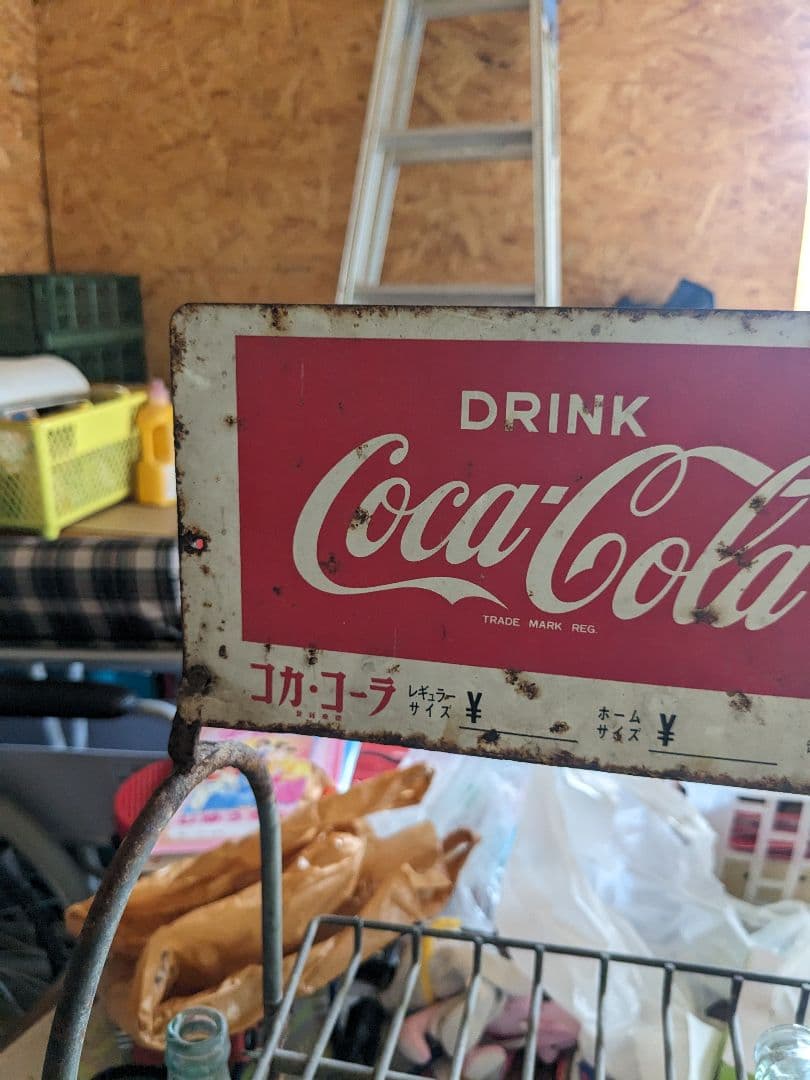 DRINK
Coca-Cola
TRADE MARK REG.
コカ・コーラ
レギュラー
サイズ ¥
ホーム
サイズ ¥